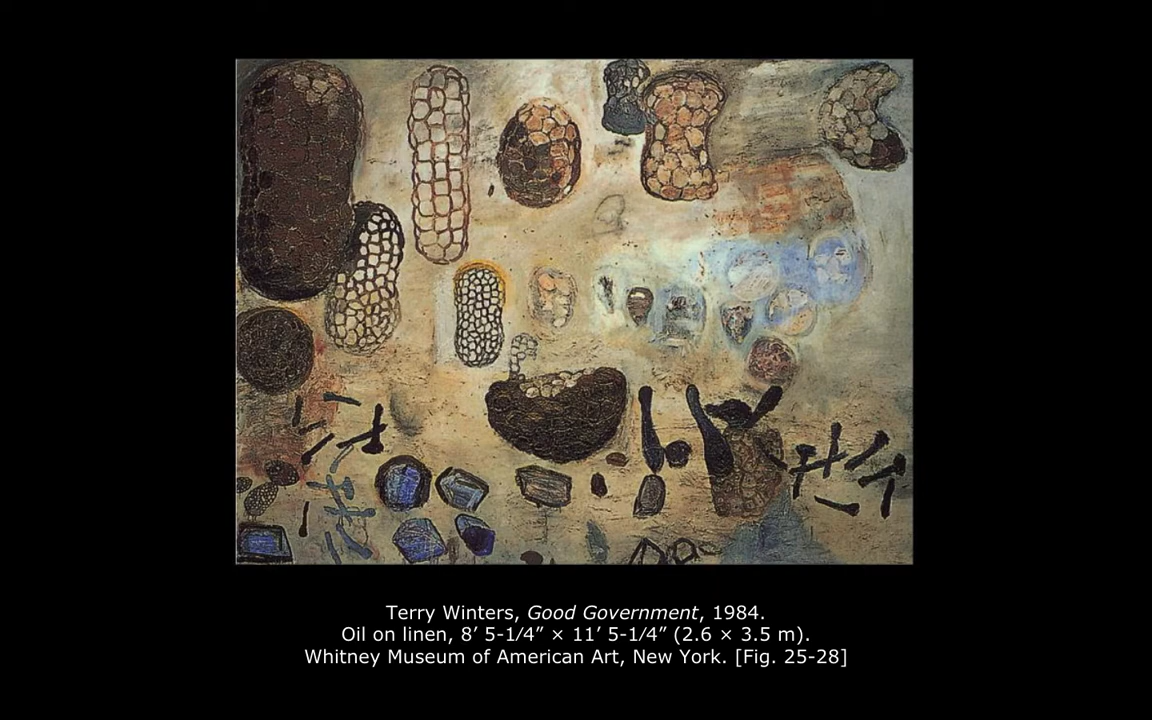 Terry Winters, Good Government, 1984.
Oil on linen, 8′ 5-1/4″ × 11′ 5-1/4″ (2.6 × 3.5 m).
Whitney Museum of American Art, New York. [Fig. 25-28]